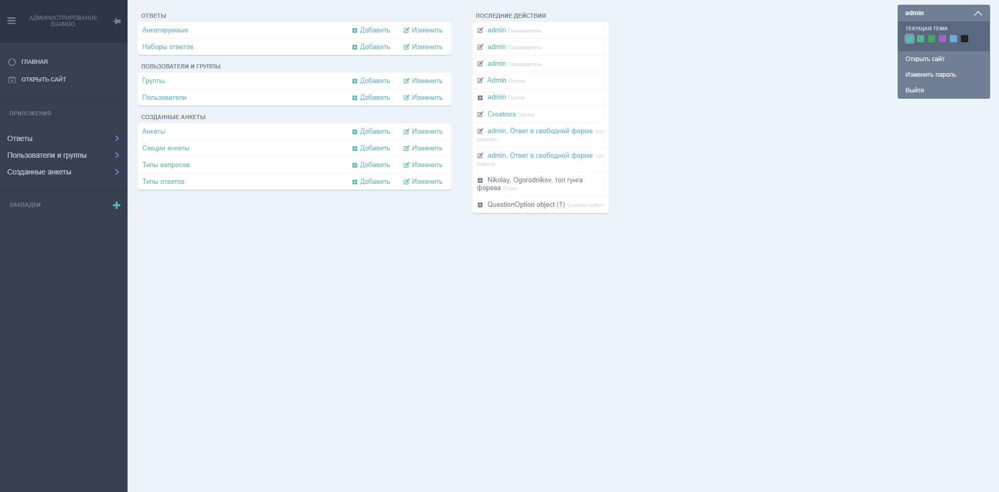 АДМИНИСТРИРОВАНИЕ
DJANGO
ГЛАВНАЯ
ОТКРЫТЬ САЙТ
ПРИЛОЖЕНИЯ
Ответы
Пользователи и группы
Созданные анкеты
ЗАКЛАДКИ
ОТВЕТЫ
Анкетируемые Добавить Изменить
Наборы ответов Добавить Изменить
ПОЛЬЗОВАТЕЛИ И ГРУППЫ
Группы Добавить Изменить
Пользователи Добавить Изменить
СОЗДАННЫЕ АНКЕТЫ
Анкеты Добавить Изменить
Секции анкеты Добавить Изменить
Типы вопросов Добавить Изменить
Типы ответов Добавить Изменить
ПОСЛЕДНИЕ ДЕЙСТВИЯ
admin Пользователь
admin Пользователь
admin Пользователь
Admin Группа
admin Группа
Creatrors Группа
admin, Ответ в свободной форме Тип
ответов
admin, Ответ в свободной форме Тип
ответов
Nikolay, Ogorodnikov, топ гунга
форева Ответ
QuestionOption object (1) Question option
admin
ТЕКУЩАЯ ТЕМА
Открыть сайт
Изменить пароль
Выйти